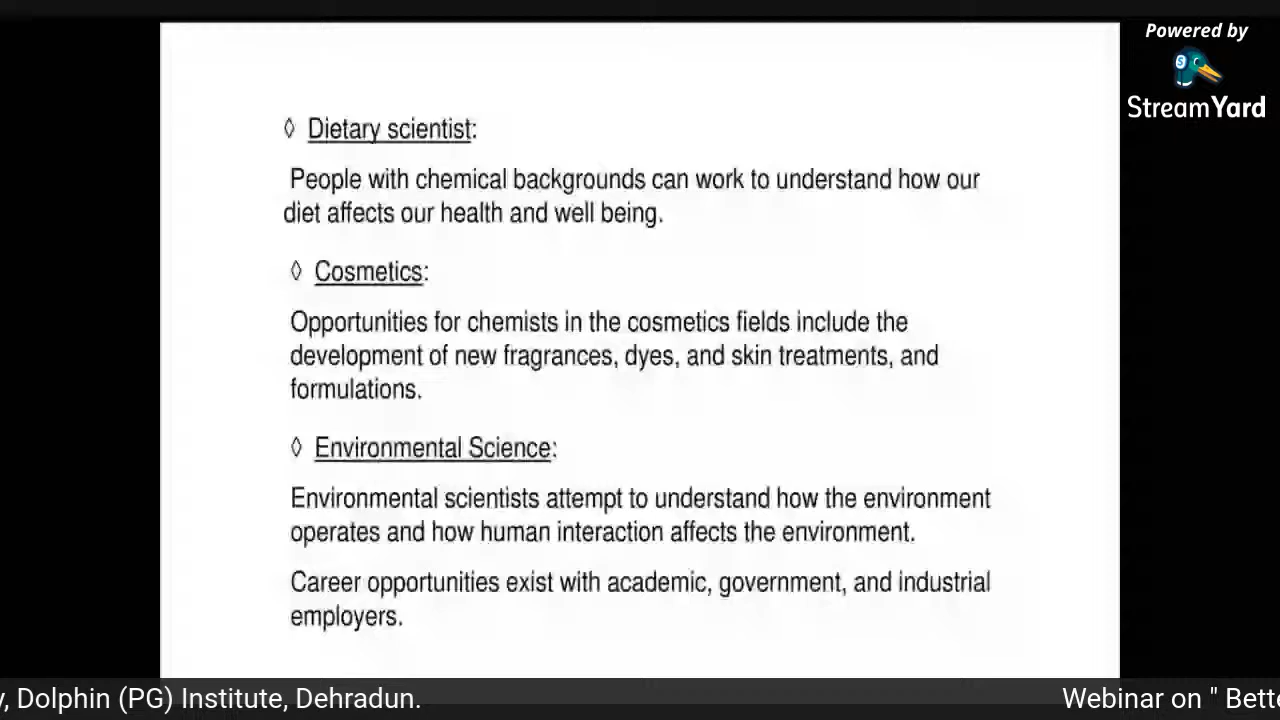 Powered by
StreamYard
◊ Dietary scientist:
People with chemical backgrounds can work to understand how our
diet affects our health and well being.
◊ Cosmetics:
Opportunities for chemists in the cosmetics fields include the
development of new fragrances, dyes, and skin treatments, and
formulations.
◊ Environmental Science:
Environmental scientists attempt to understand how the environment
operates and how human interaction affects the environment.
Career opportunities exist with academic, government, and industrial
employers.
, Dolphin (PG) Institute, Dehradun. Webinar on "